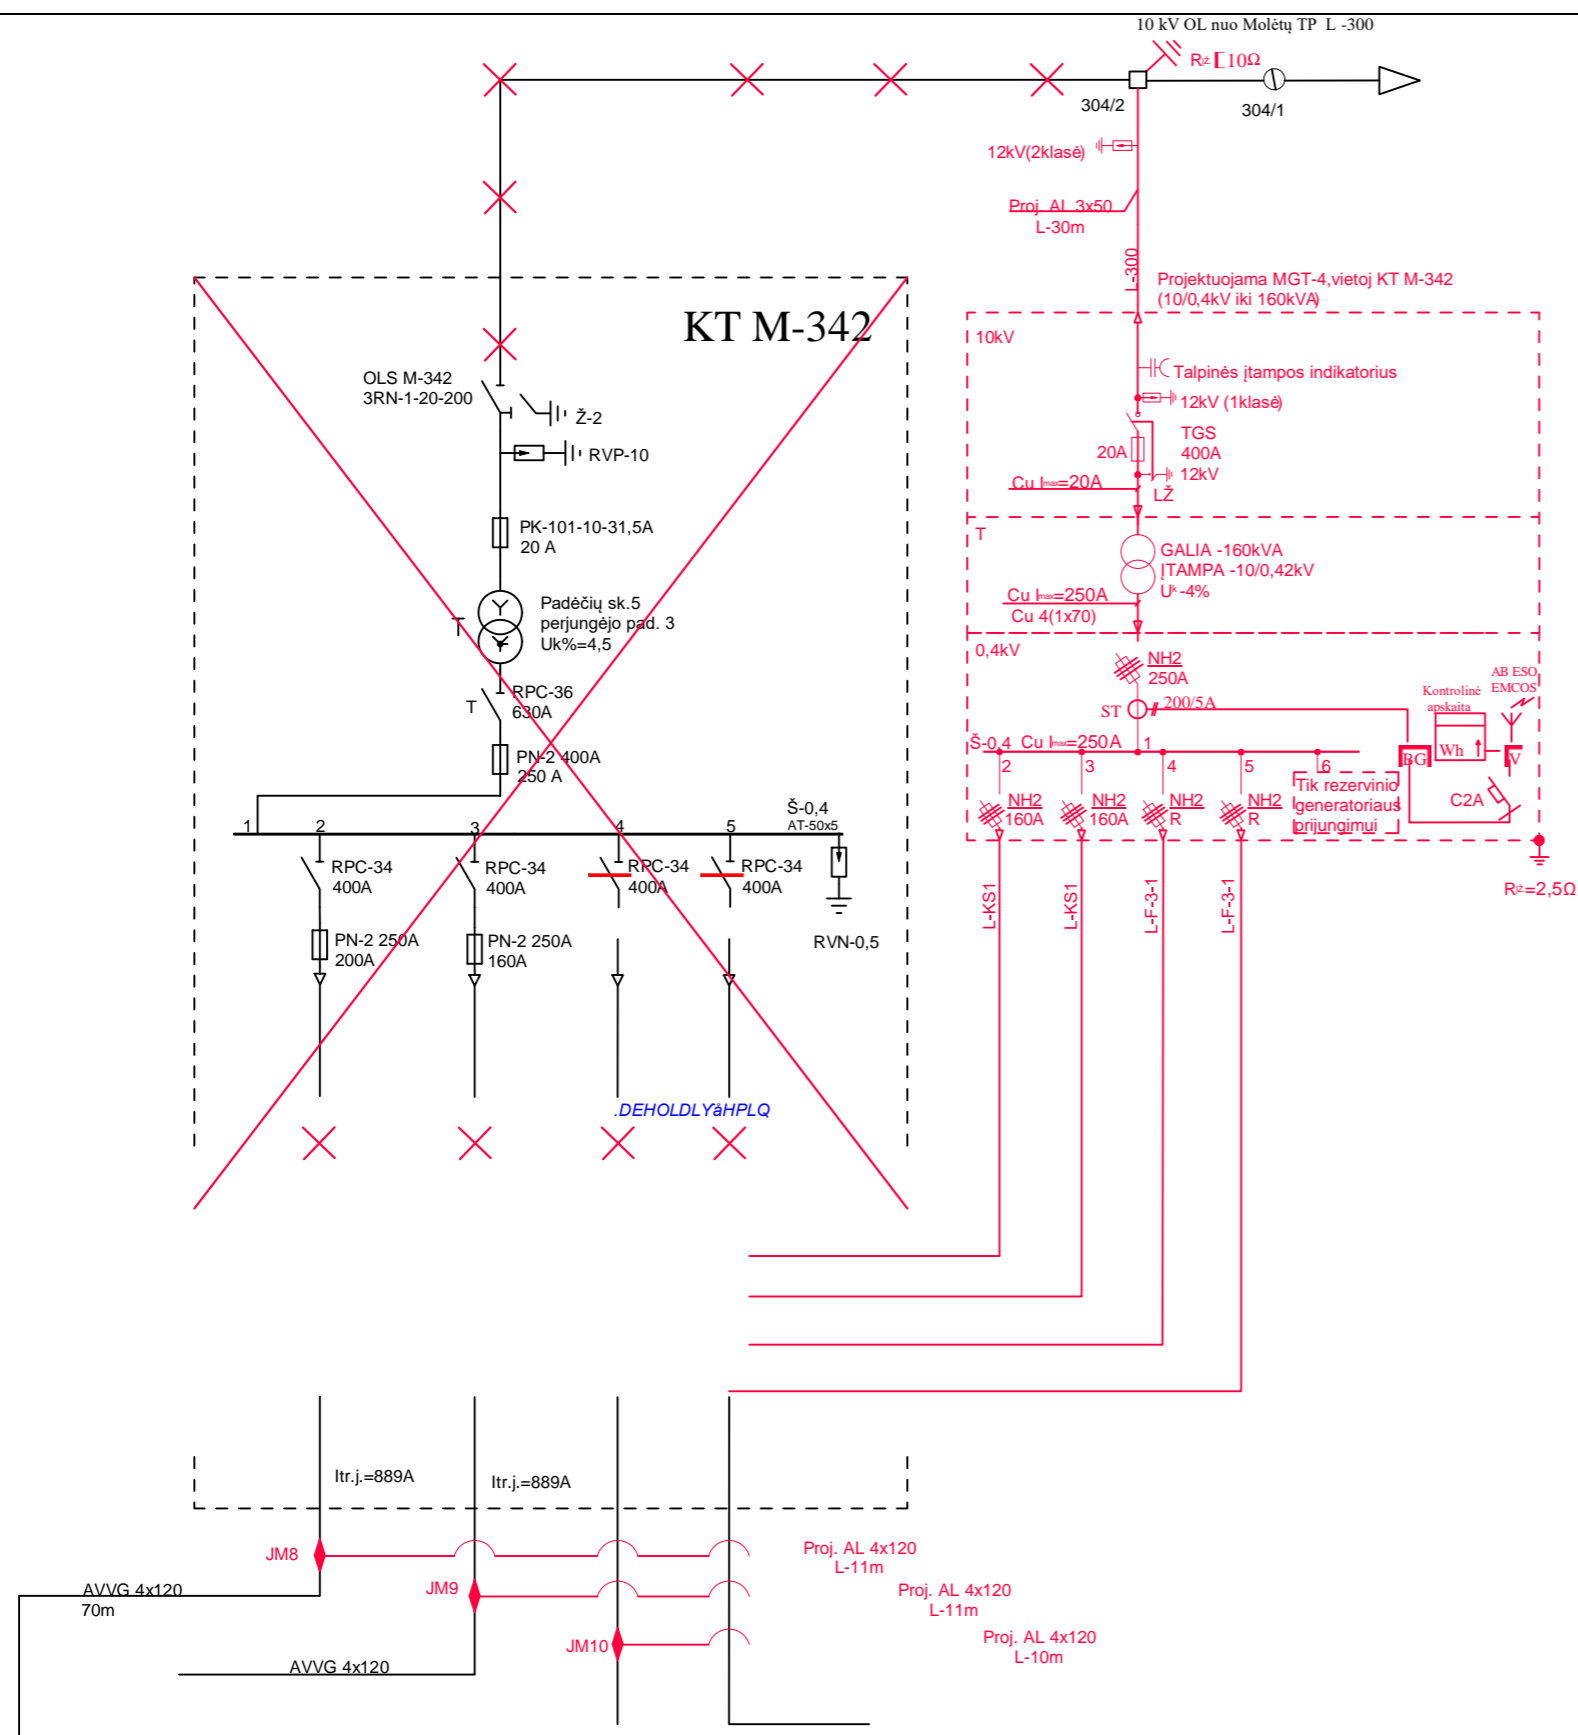 10 kV OL nuo Molėtų TP L -300
Rįž [10Ω
304/2
304/1
12kV(2klasė)
Proj. AL 3x50
L-30m
L-300
Projektuojama MGT-4,vietoj KT M-342
(10/0,4kV iki 160kVA)
KT M-342
OLS M-342
3RN-1-20-200
Ž-2
RVP-10
PK-101-10-31,5A
20 A
T
Padėčių sk.5
perjungėjo pad. 3
Uk%=4,5
T
RPC-36
630A
PN-2 400A
250 A
Š-0,4
AT-50x5
1
2
3
4
5
RPC-34
400A
RPC-34
400A
RPC-34
400A
RPC-34
400A
PN-2 250A
200A
PN-2 250A
160A
RVN-0,5
.DEHOLDLYäHPLQ
10kV
Talpinės įtampos indikatorius
12kV (1klasė)
TGS
400A
20A
12kV
Cu Imax=20A
LŽ
T
GALIA -160kVA
ĮTAMPA -10/0,42kV
Uk -4%
Cu Imax=250A
Cu 4(1x70)
0,4kV
NH2
250A
ST
200/5A
Kontrolinė
apskaita
AB ESO
EMCOS
Wh
BG
V
C2A
Š-0,4
Cu Imax=250A
1
2
3
4
5
6
NH2
160A
NH2
160A
NH2
R
NH2
R
Tik rezervinio
generatoriaus
prijungimui
Rįž=2,5Ω
L-KS1
L-KS1
L-F-3-1
L-F-3-1
Itr.j.=889A
Itr.j.=889A
JM8
Proj. AL 4x120
L-11m
AVVG 4x120
70m
JM9
Proj. AL 4x120
L-11m
JM10
Proj. AL 4x120
L-10m
AVVG 4x120